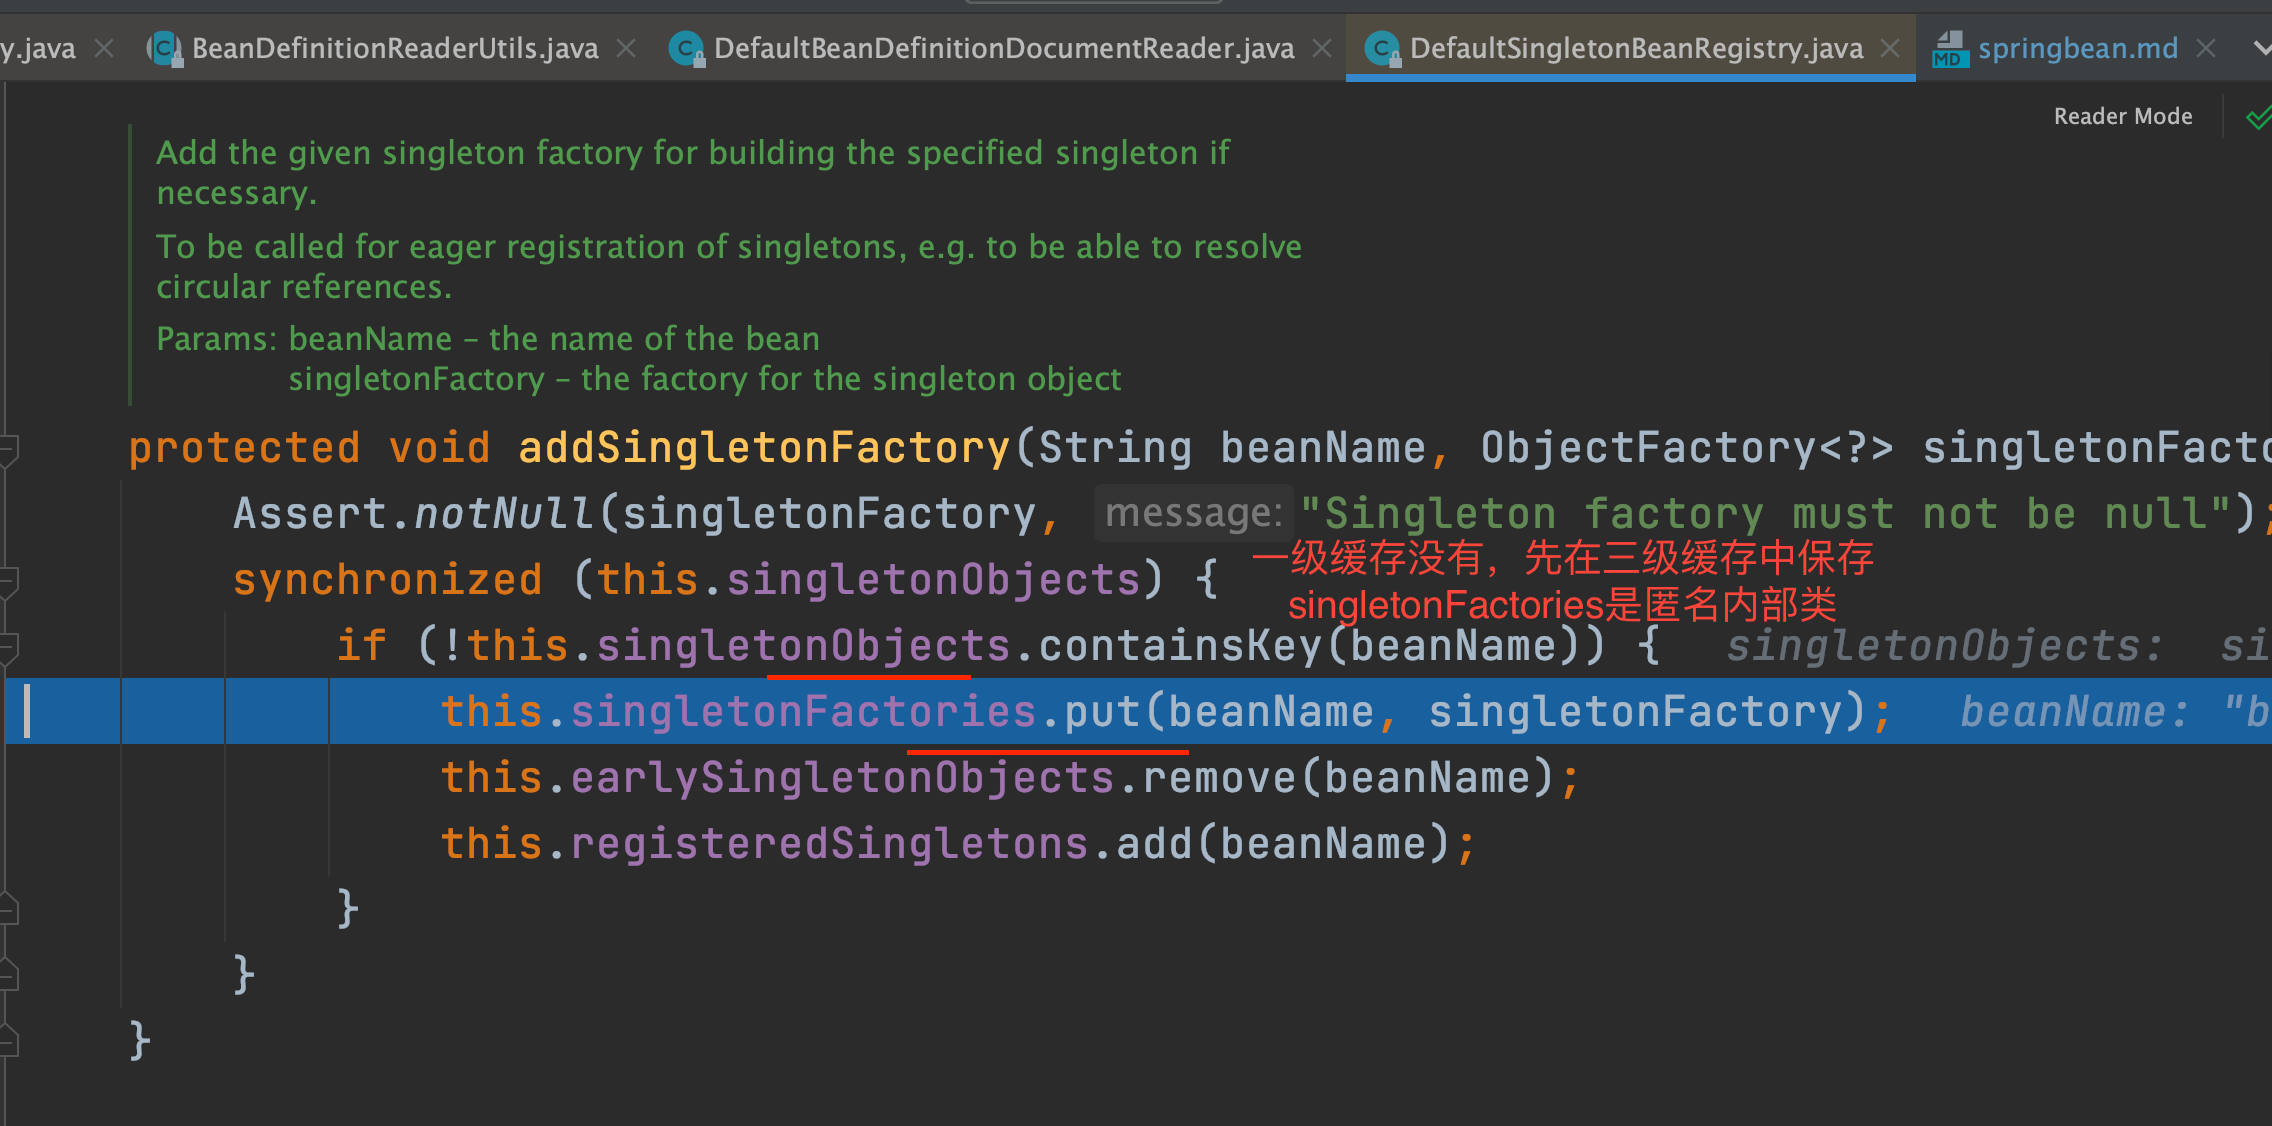 y.java BeanDefinitionReaderUtils.java DefaultBeanDefinitionDocumentReader.java DefaultSingletonBeanRegistry.java MD springbean.md
Reader Mode
Add the given singleton factory for building the specified singleton if
necessary.
To be called for eager registration of singletons, e.g. to be able to resolve
circular references.
Params: beanName – the name of the bean
singletonFactory – the factory for the singleton object
protected void addSingletonFactory(String beanName, ObjectFactory<?> singletonFacto
Assert.notNull(singletonFactory, message: "Singleton factory must not be null");
一级缓存没有，先在三级缓存中保存
synchronized (this.singletonObjects) {
singletonFactories是匿名内部类
if (!this.singletonObjects.containsKey(beanName)) { singletonObjects: si
this.singletonFactories.put(beanName, singletonFactory); beanName: "b
this.earlySingletonObjects.remove(beanName);
this.registeredSingletons.add(beanName);
}
}
}